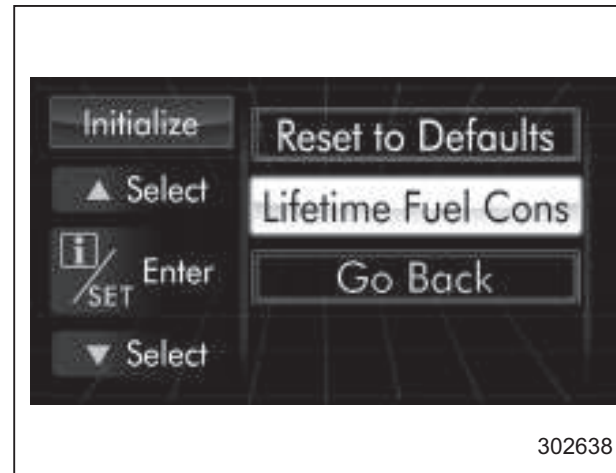 Initialize
Reset to Defaults
▲ Select
Lifetime Fuel Cons
i/SET Enter
Go Back
▼ Select
302638